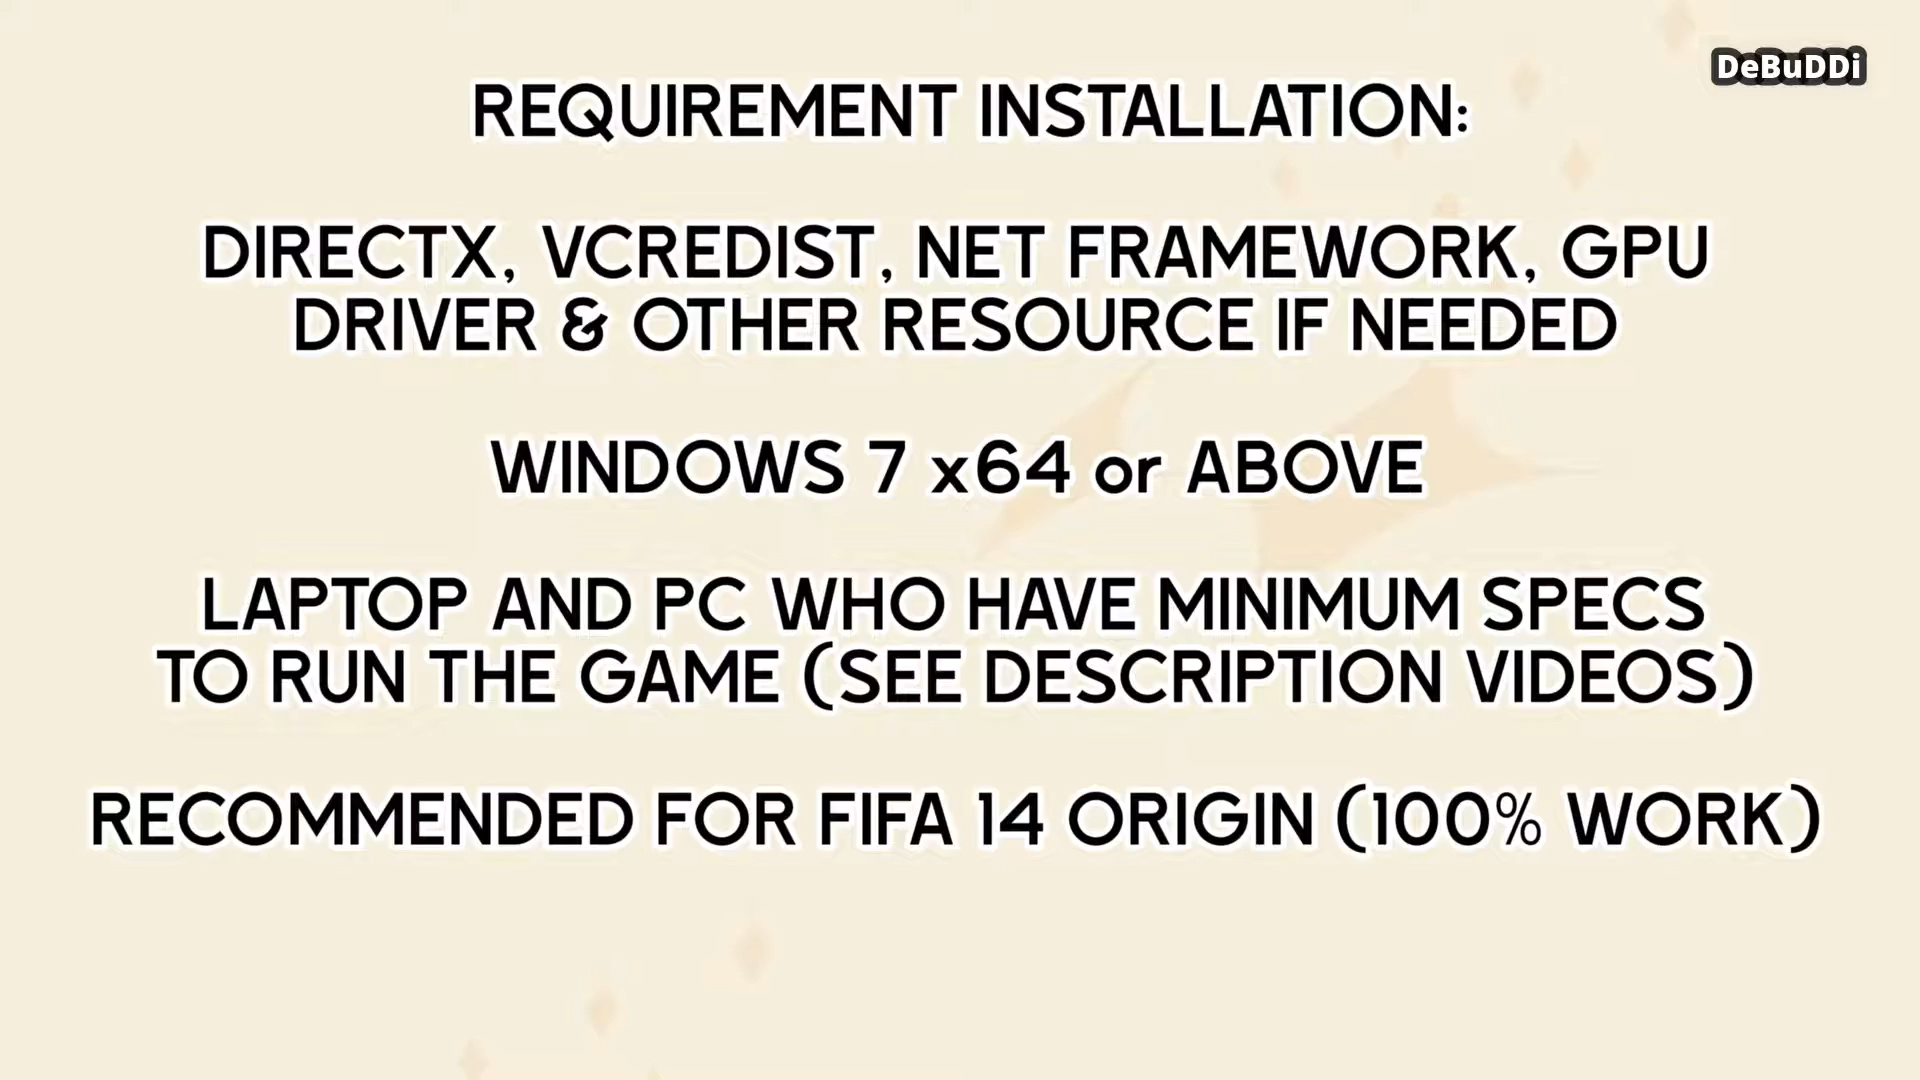 DeBuDDi
REQUIREMENT INSTALLATION:
DIRECTX, VCREDIST, NET FRAMEWORK, GPU
DRIVER & OTHER RESOURCE IF NEEDED
WINDOWS 7 x64 or ABOVE
LAPTOP AND PC WHO HAVE MINIMUM SPECS
TO RUN THE GAME (SEE DESCRIPTION VIDEOS)
RECOMMENDED FOR FIFA 14 ORIGIN (100% WORK)